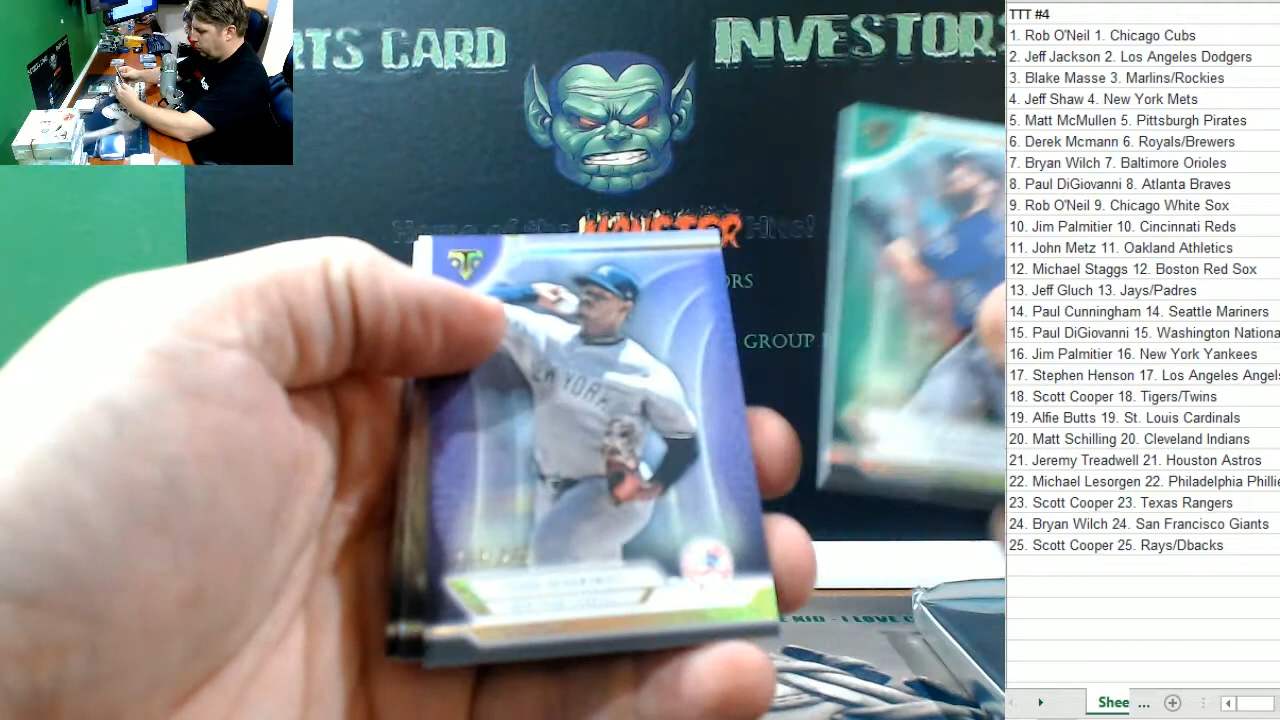 RTS CARD INVESTORS
MONSTER Hits!
ORS
GROUP
NEW YORK
E KID - I LOVE C
TTT #4
1. Rob O'Neil 1. Chicago Cubs
2. Jeff Jackson 2. Los Angeles Dodgers
3. Blake Masse 3. Marlins/Rockies
4. Jeff Shaw 4. New York Mets
5. Matt McMullen 5. Pittsburgh Pirates
6. Derek Mcmann 6. Royals/Brewers
7. Bryan Wilch 7. Baltimore Orioles
8. Paul DiGiovanni 8. Atlanta Braves
9. Rob O'Neil 9. Chicago White Sox
10. Jim Palmitier 10. Cincinnati Reds
11. John Metz 11. Oakland Athletics
12. Michael Staggs 12. Boston Red Sox
13. Jeff Gluch 13. Jays/Padres
14. Paul Cunningham 14. Seattle Mariners
15. Paul DiGiovanni 15. Washington Nationa
16. Jim Palmitier 16. New York Yankees
17. Stephen Henson 17. Los Angeles Angels
18. Scott Cooper 18. Tigers/Twins
19. Alfie Butts 19. St. Louis Cardinals
20. Matt Schilling 20. Cleveland Indians
21. Jeremy Treadwell 21. Houston Astros
22. Michael Lesorgen 22. Philadelphia Phillie
23. Scott Cooper 23. Texas Rangers
24. Bryan Wilch 24. San Francisco Giants
25. Scott Cooper 25. Rays/Dbacks
Shee ...